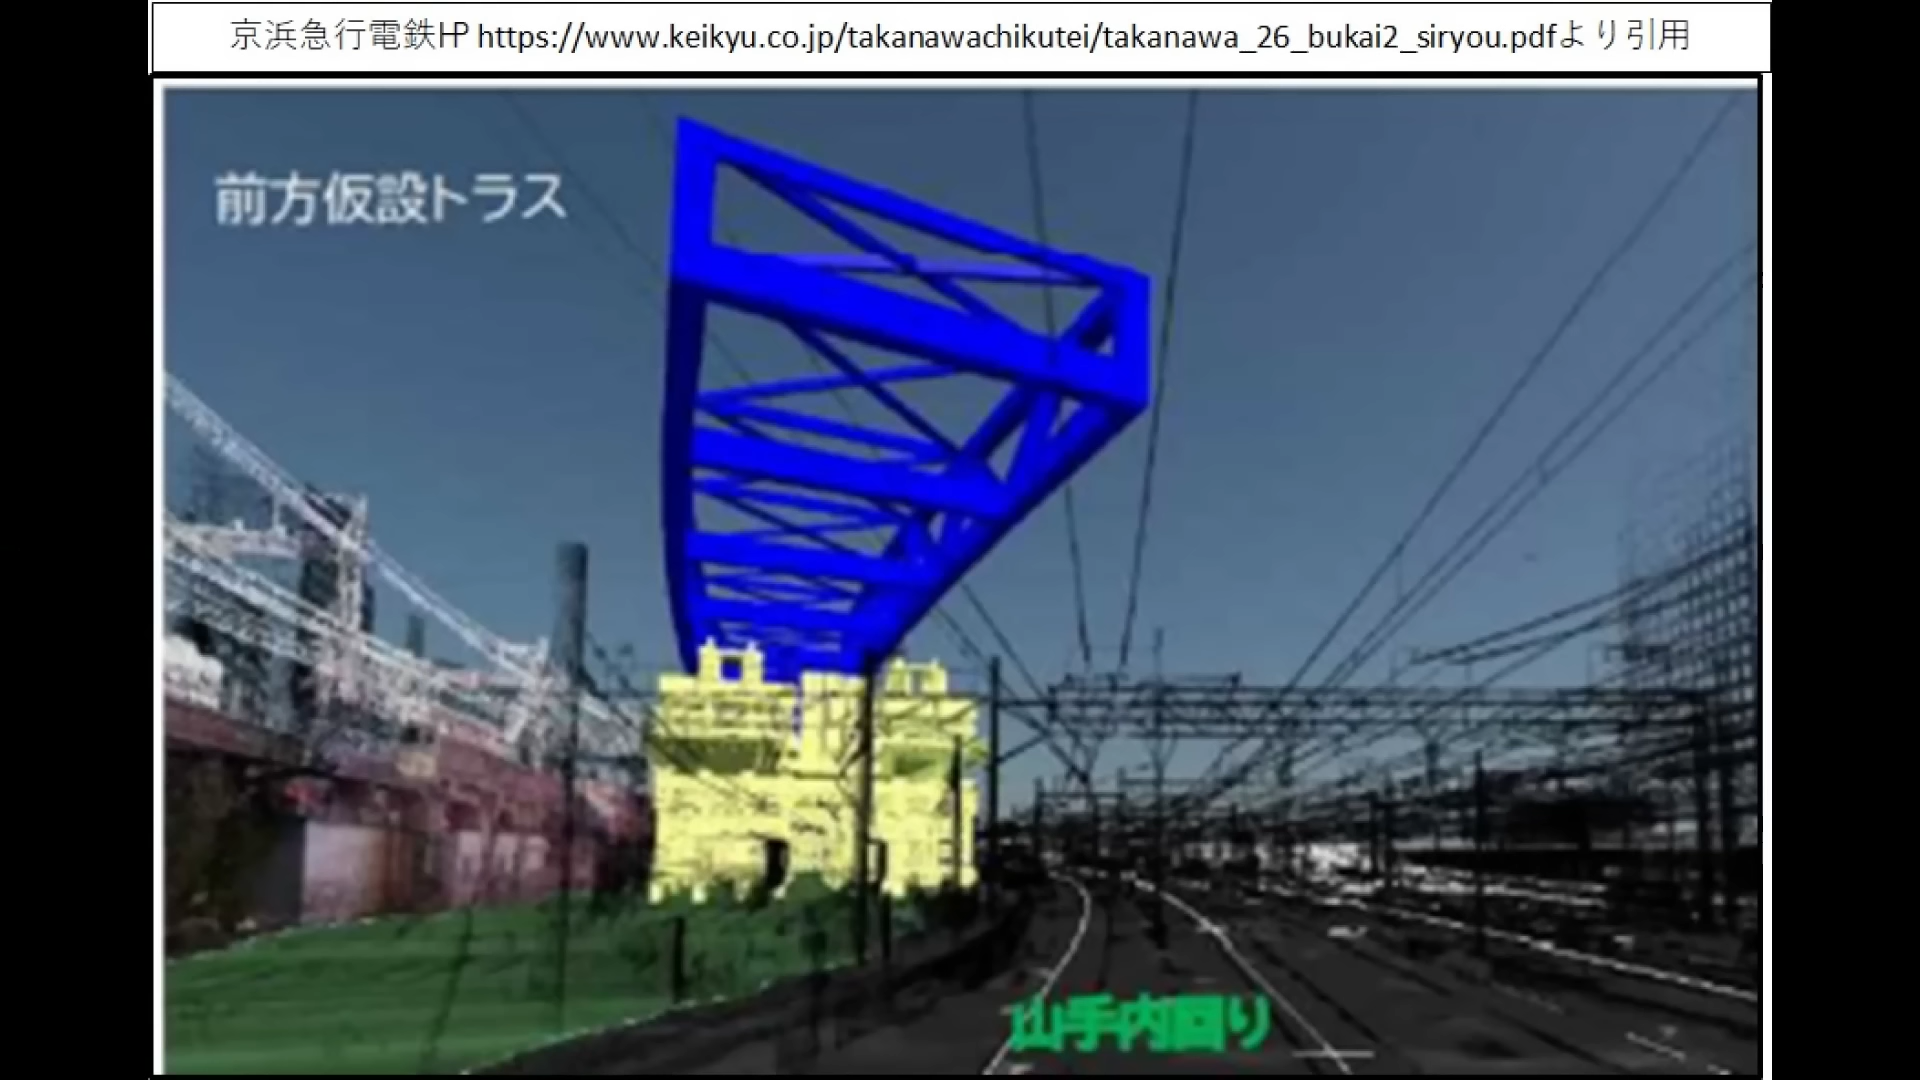 京浜急行電鉄HP https://www.keikyu.co.jp/takanawachikutei/takanawa_26_bukai2_siryou.pdfより引用
前方仮設トラス
山手内回り